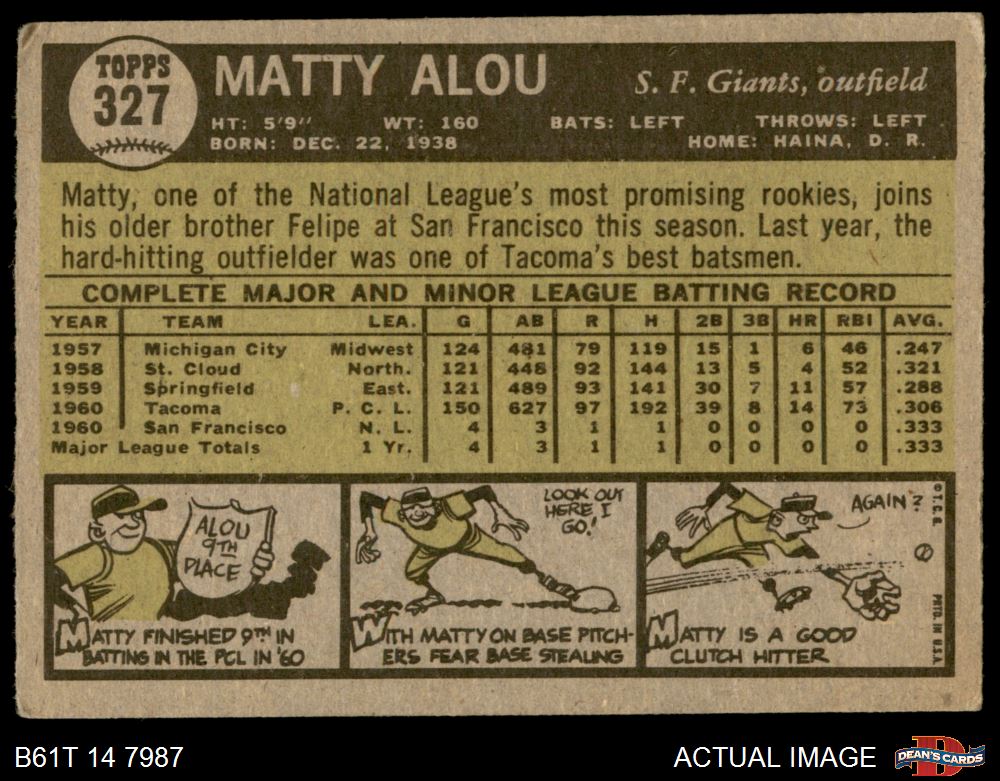 TOPPS
327
MATTY ALOU
S. F. Giants, outfield
HT: 5'9" WT: 160 BATS: LEFT THROWS: LEFT
BORN: DEC. 22, 1938 HOME: HAINA, D. R.
Matty, one of the National League's most promising rookies, joins
his older brother Felipe at San Francisco this season. Last year, the
hard-hitting outfielder was one of Tacoma's best batsmen.
COMPLETE MAJOR AND MINOR LEAGUE BATTING RECORD
YEAR TEAM LEA. G AB R H 2B 3B HR RBI AVG.
1957 Michigan City Midwest 124 481 79 119 15 1 6 46 .247
1958 St. Cloud North. 121 448 92 144 13 5 4 52 .321
1959 Springfield East. 121 489 93 141 30 7 11 57 .288
1960 Tacoma P. C. L. 150 627 97 192 39 8 14 73 .306
1960 San Francisco N. L. 4 3 1 1 0 0 0 0 .333
Major League Totals 1 Yr. 4 3 1 1 0 0 0 0 .333
ALOU
9TH
PLACE
MATTY FINISHED 9TH IN
BATTING IN THE PCL IN '60
LOOK OUT
HERE I
GO!
WITH MATTY ON BASE PITCH-
ERS FEAR BASE STEALING
AGAIN?
MATTY IS A GOOD
CLUTCH HITTER
© T. C. G.
PRTD. IN U.S.A.
B61T 14 7987
ACTUAL IMAGE
D
DEAN'S CARDS